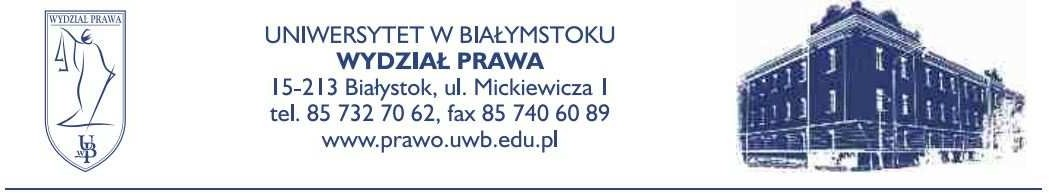 WYDZIAŁ PRAWA
UwB
UNIWERSYTET W BIAŁYMSTOKU
WYDZIAŁ PRAWA
15-213 Białystok, ul. Mickiewicza 1
tel. 85 732 70 62, fax 85 740 60 89
www.prawo.uwb.edu.pl